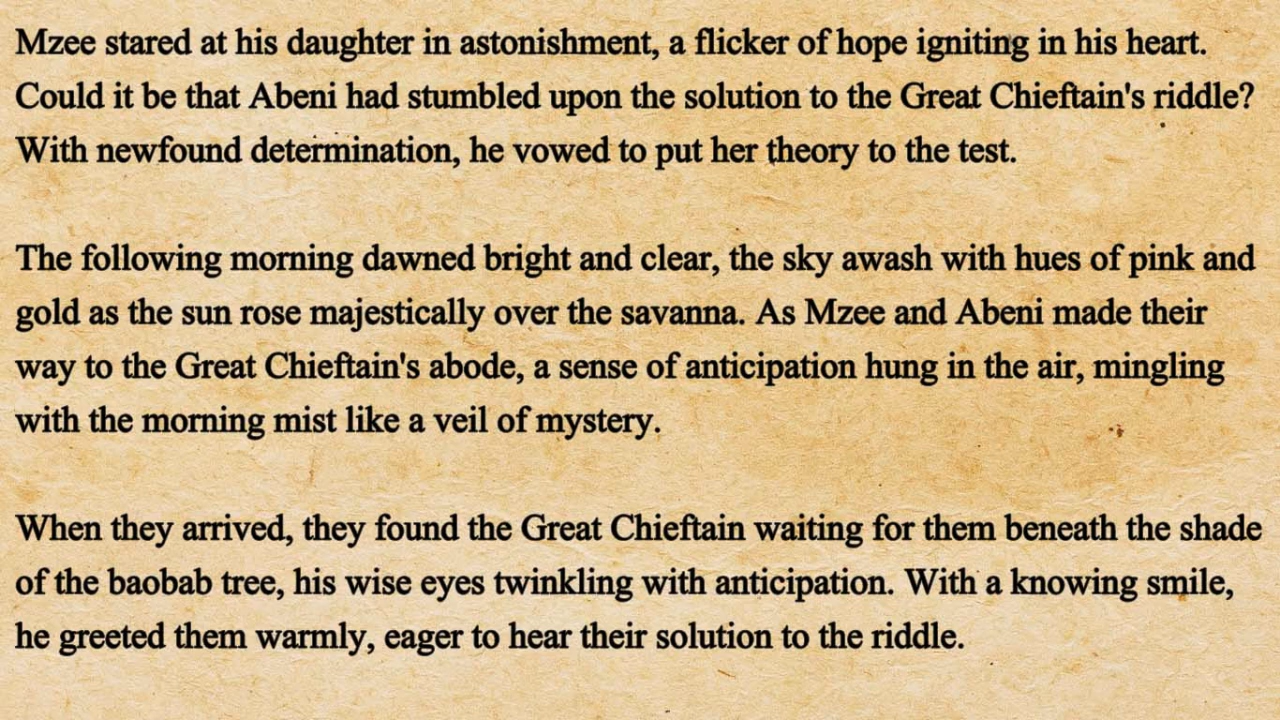 Mzee stared at his daughter in astonishment, a flicker of hope igniting in his heart.
Could it be that Abeni had stumbled upon the solution to the Great Chieftain's riddle?
With newfound determination, he vowed to put her theory to the test.
The following morning dawned bright and clear, the sky awash with hues of pink and
gold as the sun rose majestically over the savanna. As Mzee and Abeni made their
way to the Great Chieftain's abode, a sense of anticipation hung in the air, mingling
with the morning mist like a veil of mystery.
When they arrived, they found the Great Chieftain waiting for them beneath the shade
of the baobab tree, his wise eyes twinkling with anticipation. With a knowing smile,
he greeted them warmly, eager to hear their solution to the riddle.